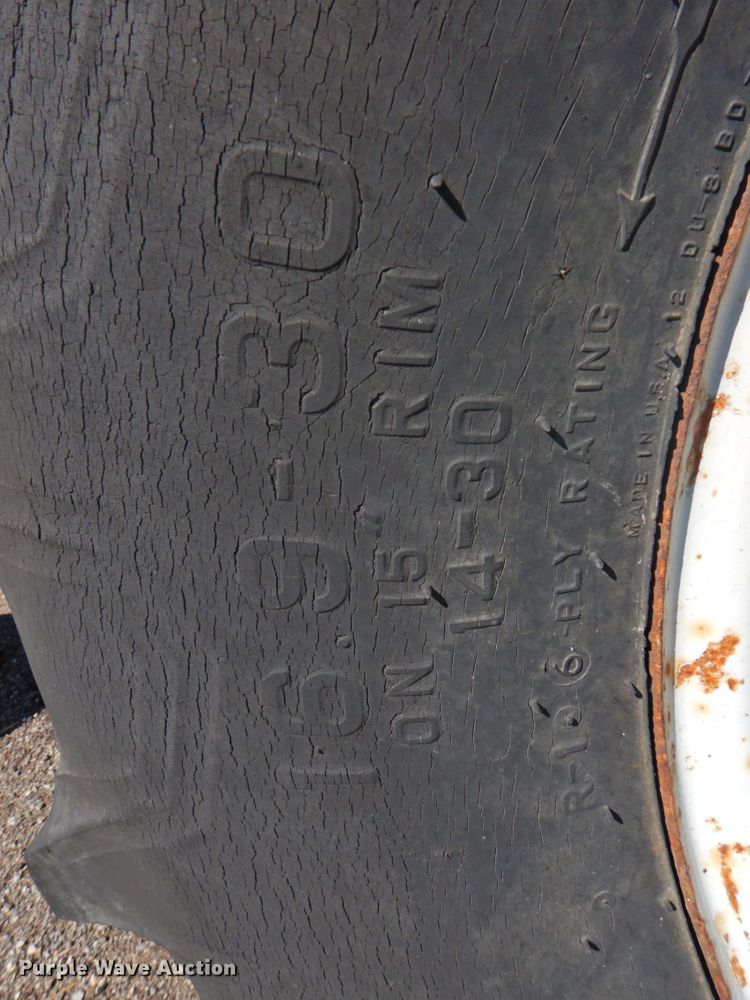 16.9-30
ON 15" RIM
14-30
R-1 6-PLY RATING
MADE IN U.S.A. 12 DU-8 BD
Purple Wave Auction